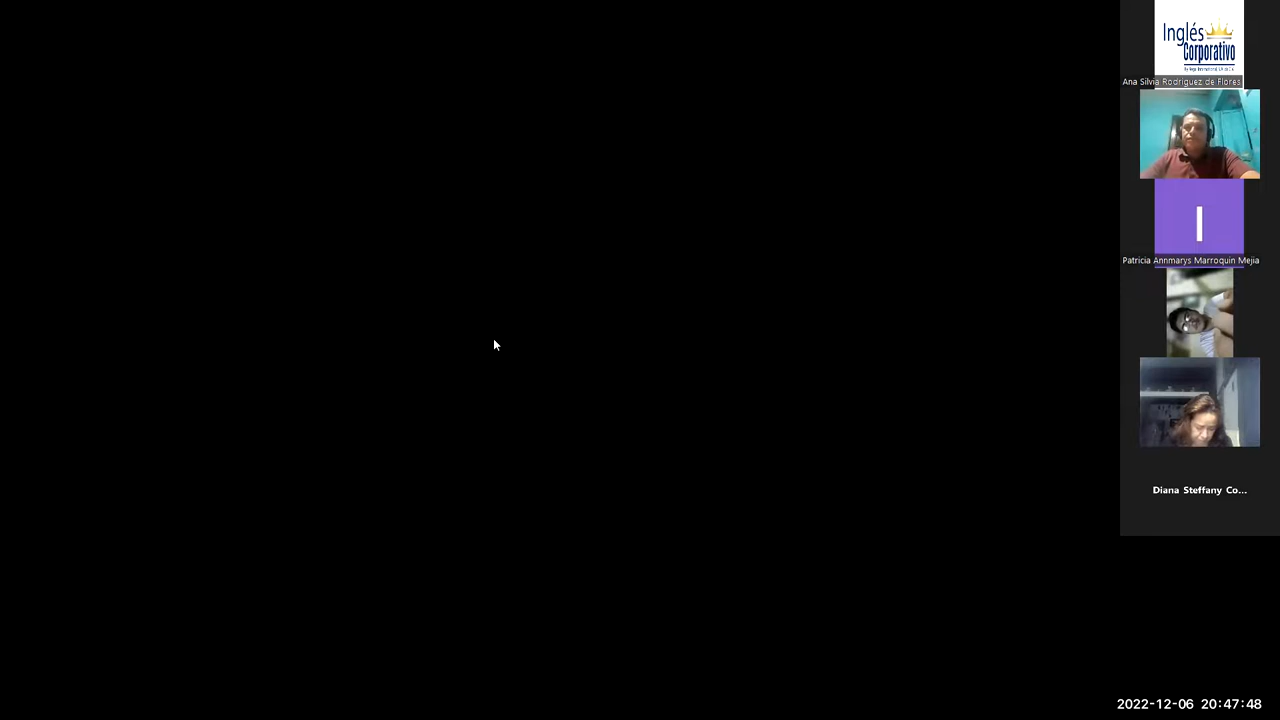 Inglés
Corporativo
Ana Silvia Rodriguez de Flores
I
Patricia Annmarys Marroquin Mejia
Diana Steffany Co...
2022-12-06 20:47:48